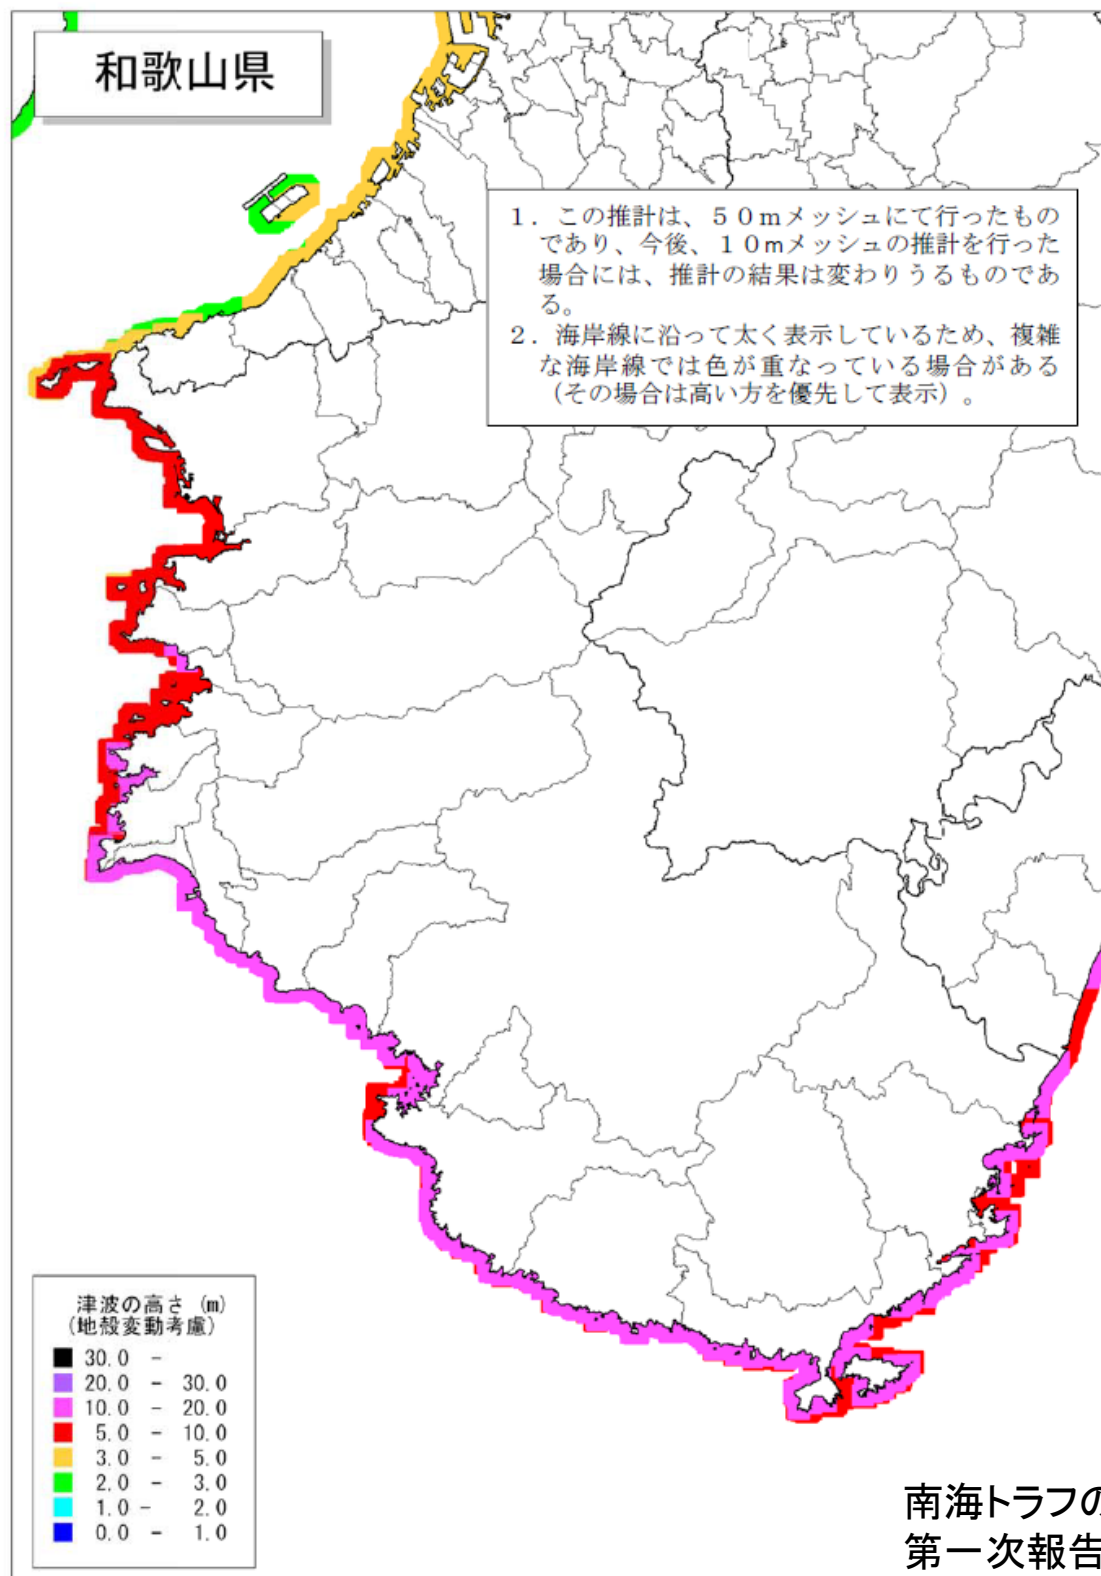 和歌山県
1．この推計は、５０ｍメッシュにて行ったもの
であり、今後、１０ｍメッシュの推計を行った
場合には、推計の結果は変わりうるものであ
る。
2．海岸線に沿って太く表示しているため、複雑
な海岸線では色が重なっている場合がある
（その場合は高い方を優先して表示）。
津波の高さ (m)
(地殻変動考慮)
30.0 -
20.0 - 30.0
10.0 - 20.0
5.0 - 10.0
3.0 - 5.0
2.0 - 3.0
1.0 - 2.0
0.0 - 1.0
南海トラフの
第一次報告